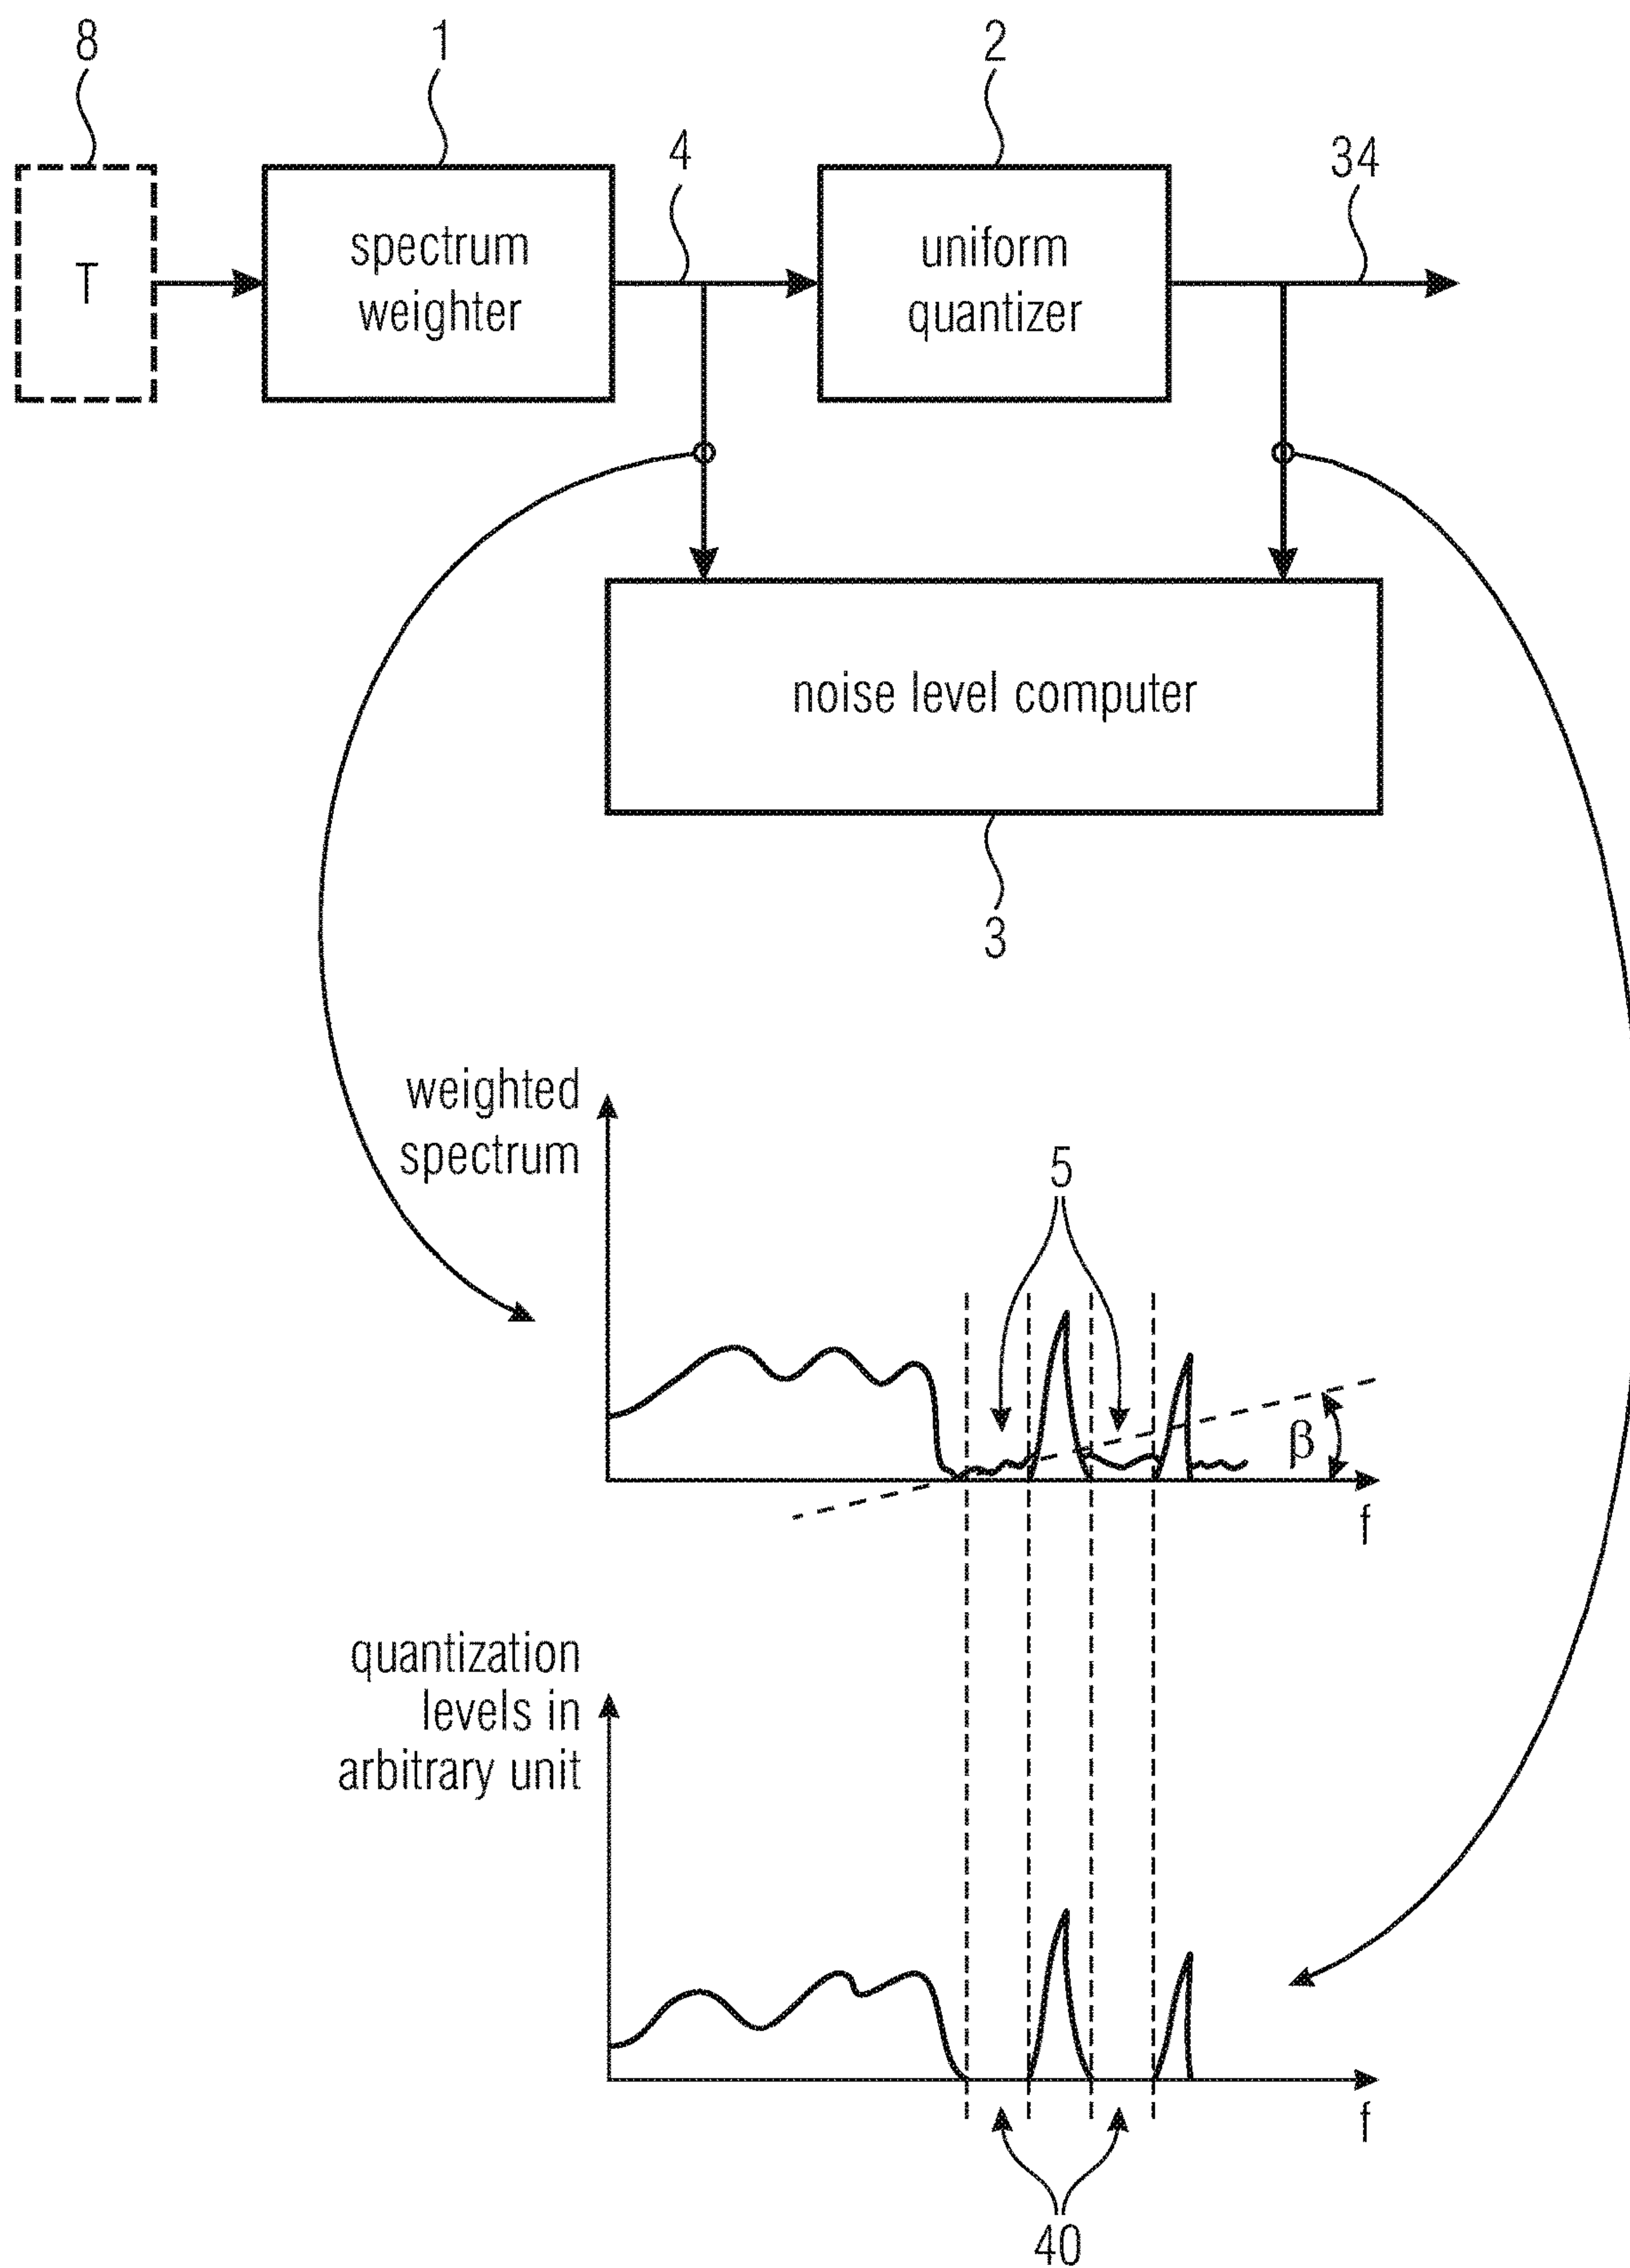 8
1
2
4
34
T
spectrum
weighter
uniform
quantizer
noise level computer
3
weighted
spectrum
5
β
f
quantization
levels in
arbitrary unit
f
40